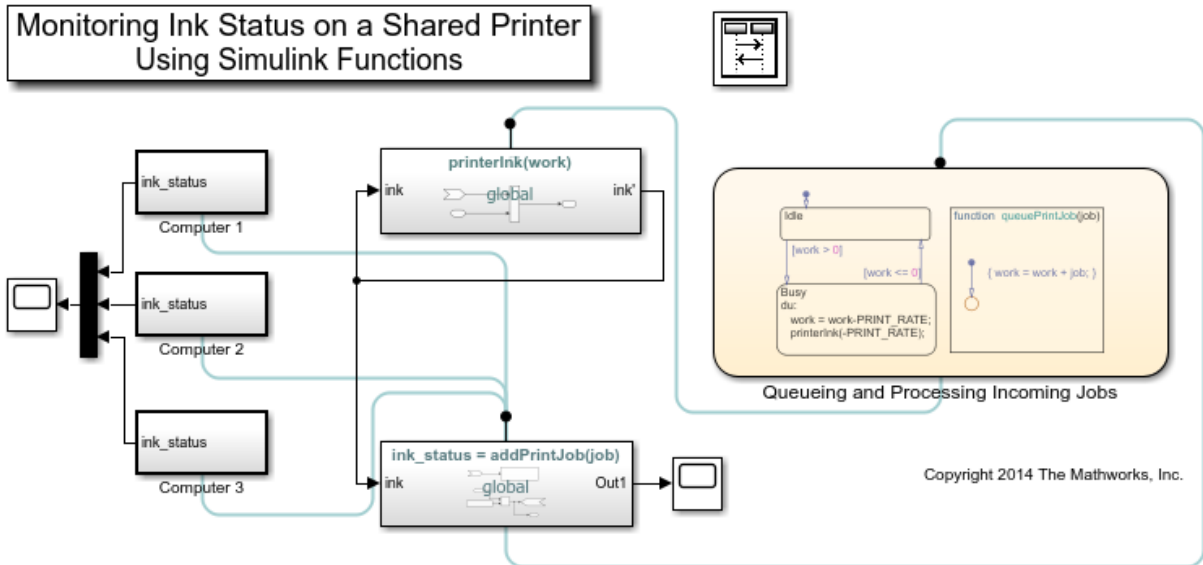 Monitoring Ink Status on a Shared Printer
Using Simulink Functions
ink_status
Computer 1
ink_status
Computer 2
ink_status
Computer 3
printerInk(work)
ink
global
ink'
ink_status = addPrintJob(job)
ink
global
Out1
Idle
[work > 0]
[work <= 0]
Busy
du:
work = work-PRINT_RATE;
printerInk(-PRINT_RATE);
function queuePrintJob(job)
{ work = work + job; }
Queueing and Processing Incoming Jobs
Copyright 2014 The Mathworks, Inc.